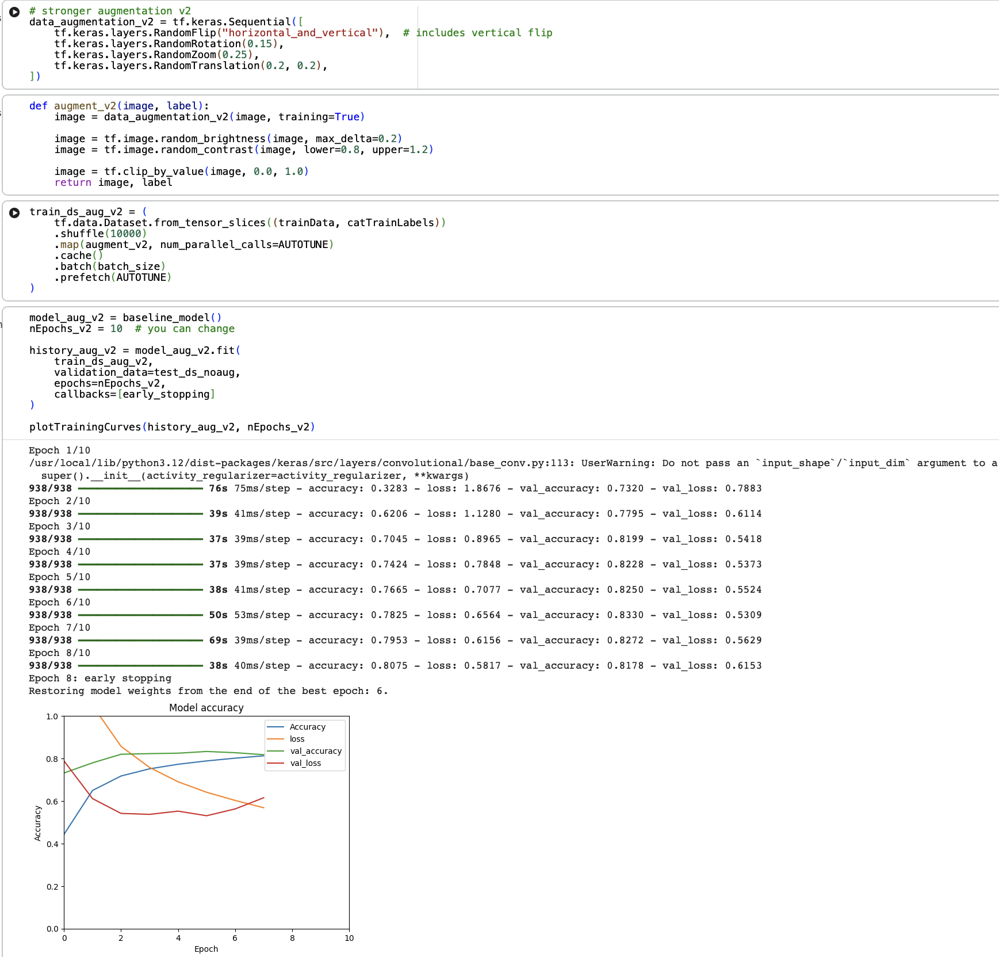 # stronger augmentation v2
data_augmentation_v2 = tf.keras.Sequential([
    tf.keras.layers.RandomFlip("horizontal_and_vertical"),  # includes vertical flip
    tf.keras.layers.RandomRotation(0.15),
    tf.keras.layers.RandomZoom(0.25),
    tf.keras.layers.RandomTranslation(0.2, 0.2),
])
def augment_v2(image, label):
    image = data_augmentation_v2(image, training=True)
    image = tf.image.random_brightness(image, max_delta=0.2)
    image = tf.image.random_contrast(image, lower=0.8, upper=1.2)
    image = tf.clip_by_value(image, 0.0, 1.0)
    return image, label
train_ds_aug_v2 = (
    tf.data.Dataset.from_tensor_slices((trainData, catTrainLabels))
    .shuffle(10000)
    .map(augment_v2, num_parallel_calls=AUTOTUNE)
    .cache()
    .batch(batch_size)
    .prefetch(AUTOTUNE)
)
model_aug_v2 = baseline_model()
nEpochs_v2 = 10  # you can change
history_aug_v2 = model_aug_v2.fit(
    train_ds_aug_v2,
    validation_data=test_ds_noaug,
    epochs=nEpochs_v2,
    callbacks=[early_stopping]
)
plotTrainingCurves(history_aug_v2, nEpochs_v2)
Epoch 1/10
/usr/local/lib/python3.12/dist-packages/keras/src/layers/convolutional/base_conv.py:113: UserWarning: Do not pass an `input_shape`/`input_dim` argument to a
  super().__init__(activity_regularizer=activity_regularizer, **kwargs)
938/938 76s 75ms/step - accuracy: 0.3283 - loss: 1.8676 - val_accuracy: 0.7320 - val_loss: 0.7883
Epoch 2/10
938/938 39s 41ms/step - accuracy: 0.6206 - loss: 1.1280 - val_accuracy: 0.7795 - val_loss: 0.6114
Epoch 3/10
938/938 37s 39ms/step - accuracy: 0.7045 - loss: 0.8965 - val_accuracy: 0.8199 - val_loss: 0.5418
Epoch 4/10
938/938 37s 39ms/step - accuracy: 0.7424 - loss: 0.7848 - val_accuracy: 0.8228 - val_loss: 0.5373
Epoch 5/10
938/938 38s 41ms/step - accuracy: 0.7665 - loss: 0.7077 - val_accuracy: 0.8250 - val_loss: 0.5524
Epoch 6/10
938/938 50s 53ms/step - accuracy: 0.7825 - loss: 0.6564 - val_accuracy: 0.8330 - val_loss: 0.5309
Epoch 7/10
938/938 69s 39ms/step - accuracy: 0.7953 - loss: 0.6156 - val_accuracy: 0.8272 - val_loss: 0.5629
Epoch 8/10
938/938 38s 40ms/step - accuracy: 0.8075 - loss: 0.5817 - val_accuracy: 0.8178 - val_loss: 0.6153
Epoch 8: early stopping
Restoring model weights from the end of the best epoch: 6.
Model accuracy
Accuracy
loss
val_accuracy
val_loss
1.0
0.8
0.6
0.4
0.2
0.0
Accuracy
0 2 4 6 8 10
Epoch